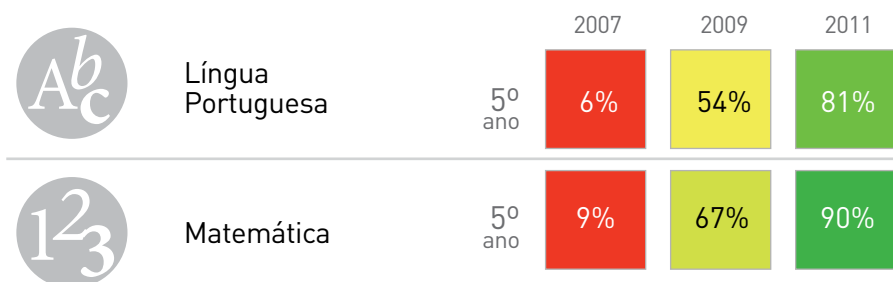 2007 2009 2011
Abc
Língua
Portuguesa
5º
ano
6% 54% 81%
123
Matemática
5º
ano
9% 67% 90%